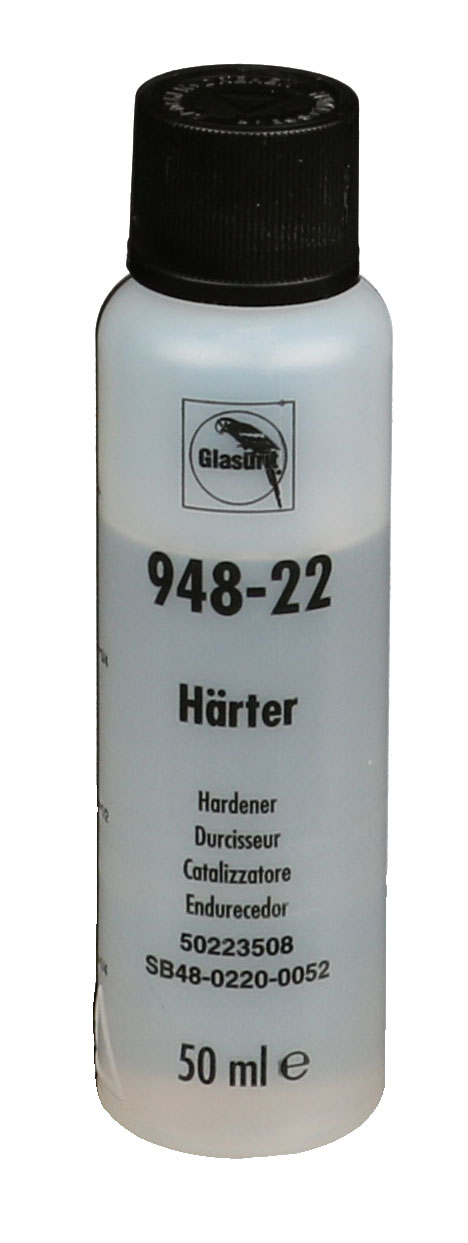 Glasurit
948-22
Härter
Hardener
Durcisseur
Catalizzatore
Endurecedor
50223508
SB48-0220-0052
50 ml ℮